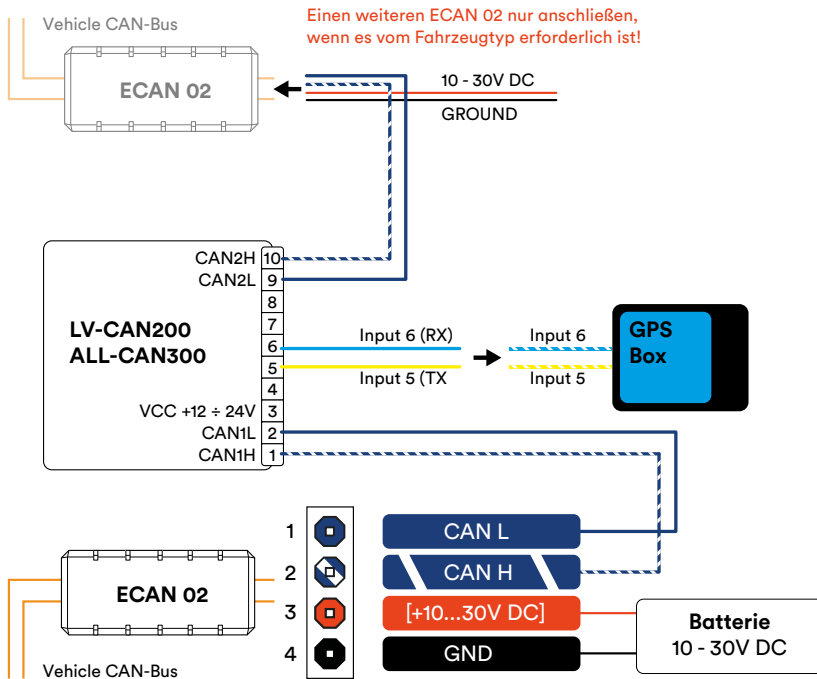 Vehicle CAN-Bus
Einen weiteren ECAN 02 nur anschließen,
wenn es vom Fahrzeugtyp erforderlich ist!
ECAN 02
10 - 30V DC
GROUND
CAN2H 10
CAN2L 9
8
7
LV-CAN200
ALL-CAN300
6
5
4
VCC +12 ÷ 24V 3
CAN1L 2
CAN1H 1
Input 6 (RX)
Input 5 (TX
Input 6
Input 5
GPS
Box
1 CAN L
2 CAN H
3 [+10...30V DC]
4 GND
ECAN 02
Vehicle CAN-Bus
Batterie
10 - 30V DC